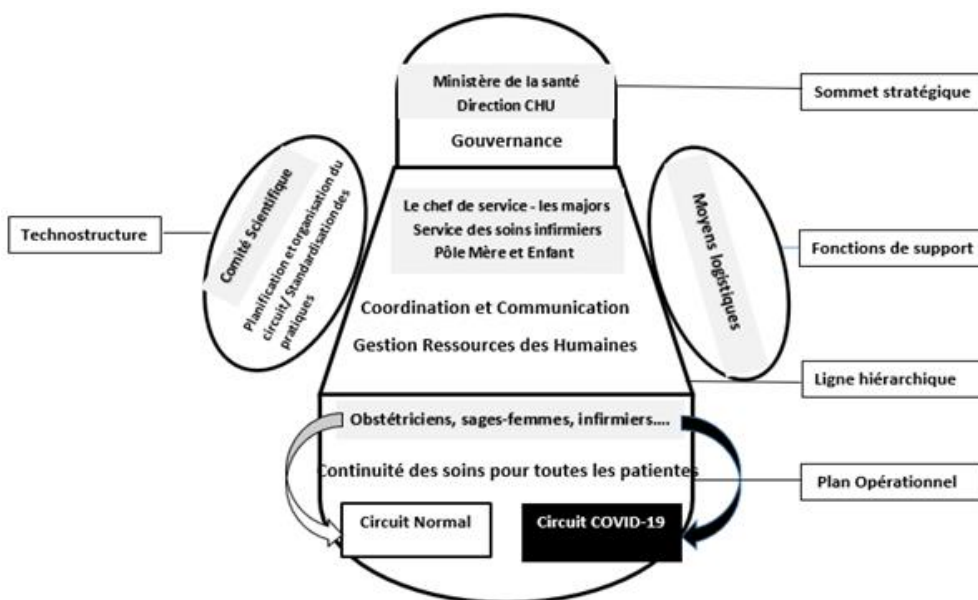 Ministère de la santé
Direction CHU
Gouvernance
Sommet stratégique
Technostructure
Comité Scientifique
Planification et organisation du
circuit/ Standardisation des
pratiques
Le chef de service - les majors
Service des soins infirmiers
Pôle Mère et Enfant
Coordination et Communication
Gestion Ressources des Humaines
Moyens logistiques
Fonctions de support
Ligne hiérarchique
Obstétriciens, sages-femmes, infirmiers....
Continuité des soins pour toutes les patientes
Plan Opérationnel
Circuit Normal
Circuit COVID-19